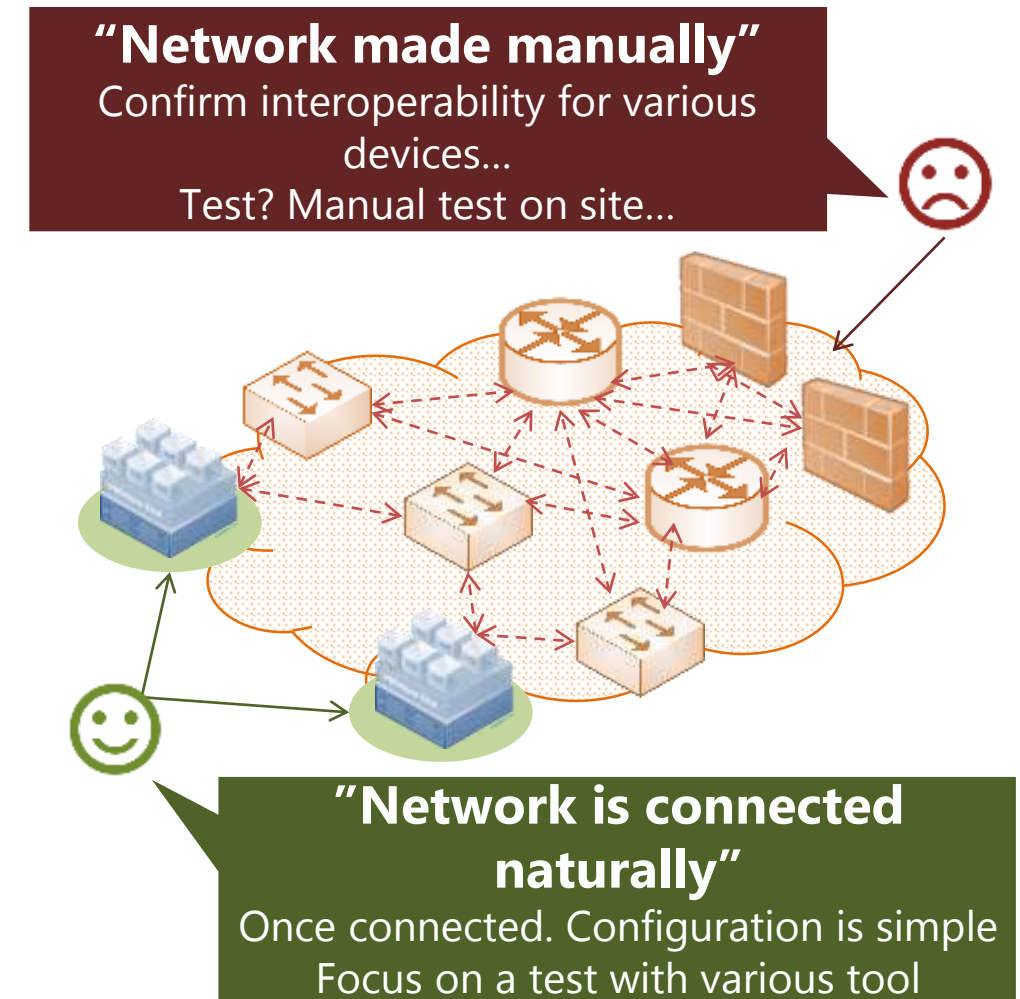 “Network made manually”
Confirm interoperability for various
devices…
Test? Manual test on site…
”Network is connected
naturally”
Once connected. Configuration is simple
Focus on a test with various tool